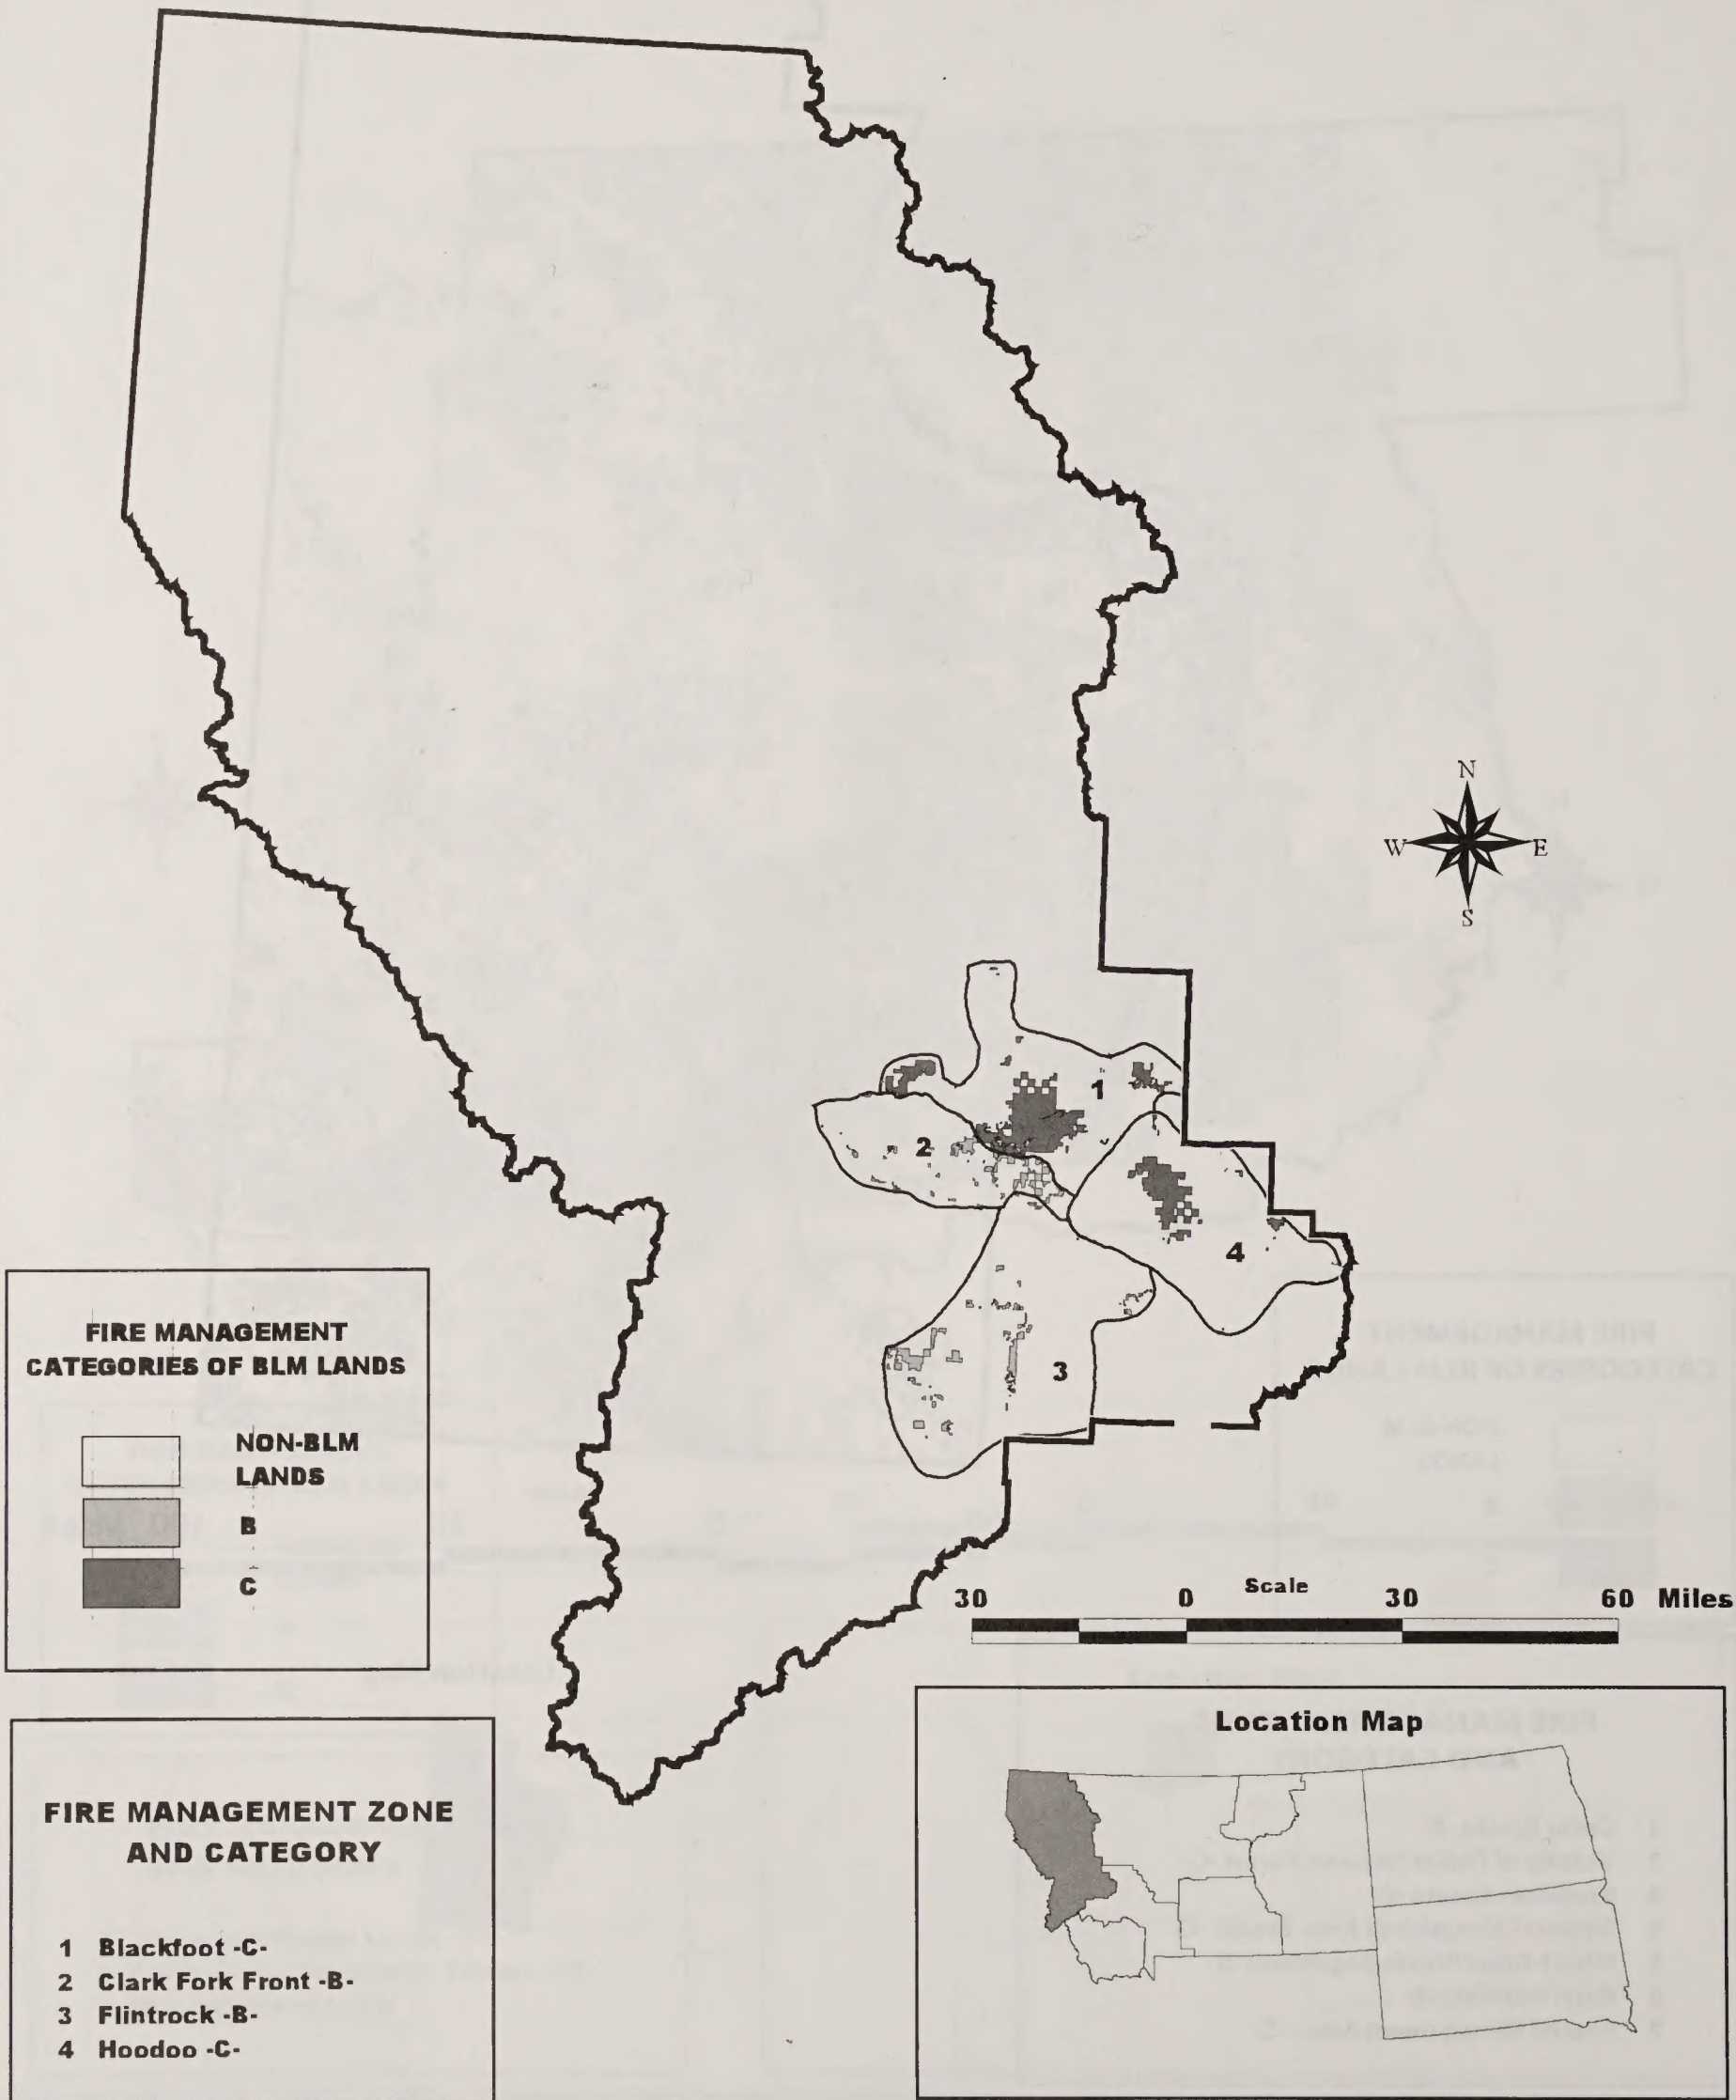 N
W E
S
1
2
4
3
FIRE MANAGEMENT
CATEGORIES OF BLM LANDS
NON-BLM
LANDS
B
C
Scale
30 0 30 60 Miles
Location Map
FIRE MANAGEMENT ZONE
AND CATEGORY
1 Blackfoot -C-
2 Clark Fork Front -B-
3 Flintrock -B-
4 Hoodoo -C-